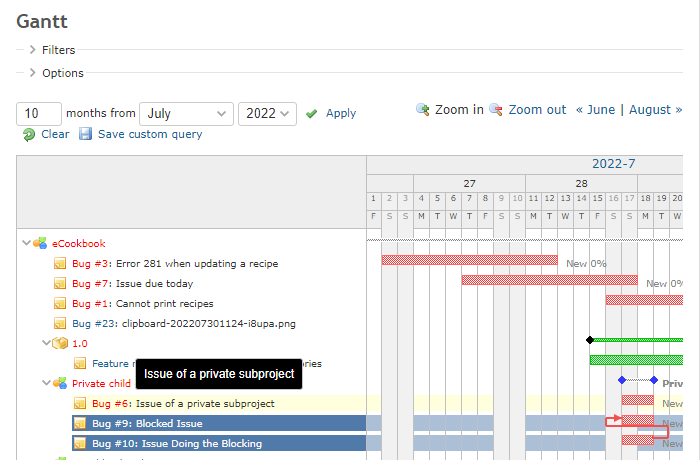 Gantt
Filters
Options
10 months from July 2022 Apply
Zoom in Zoom out « June | August »
Clear Save custom query
2022-7
27 28
1 2 3 4 5 6 7 8 9 10 11 12 13 14 15 16 17 18 19 20
F S S M T W T F S S M T W T F S S M T W
eCookbook
Bug #3: Error 281 when updating a recipe New 0%
Bug #7: Issue due today New 0%
Bug #1: Cannot print recipes
Bug #23: clipboard-202207301124-i8upa.png
1.0
Feature
Issue of a private subproject
Private child
Bug #6: Issue of a private subproject New
Bug #9: Blocked Issue New
Bug #10: Issue Doing the Blocking New